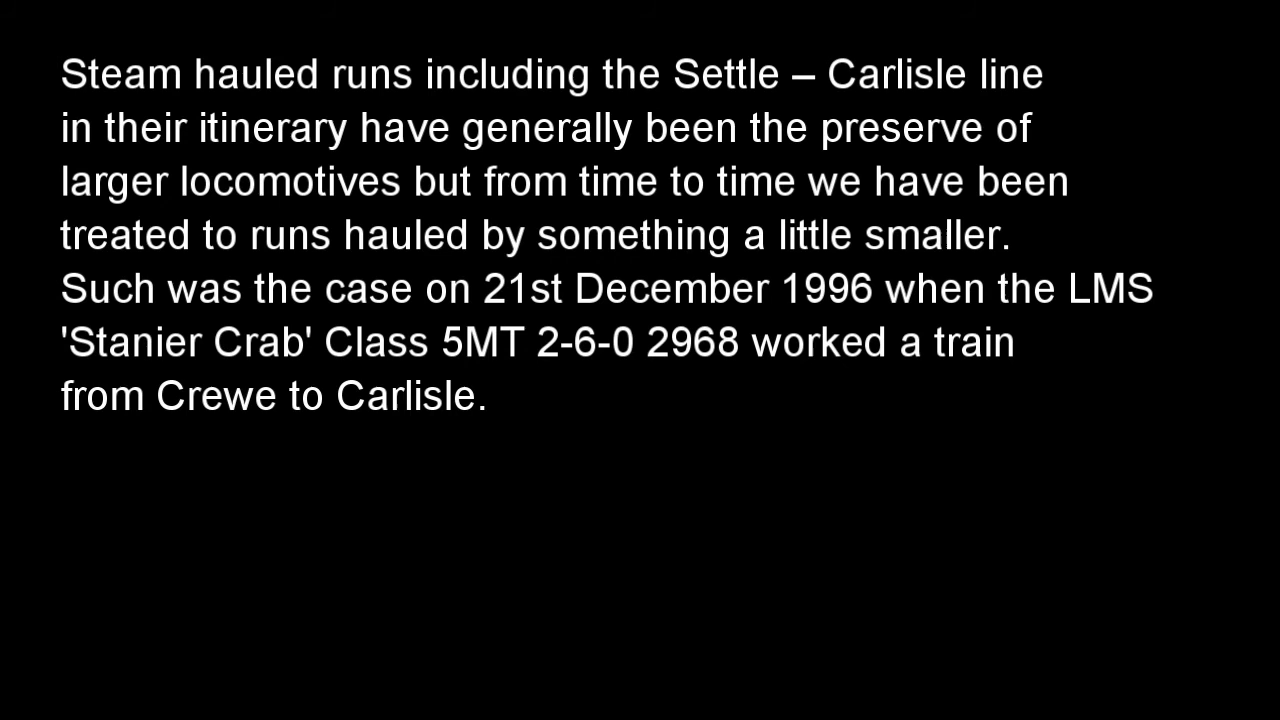 Steam hauled runs including the Settle – Carlisle line
in their itinerary have generally been the preserve of
larger locomotives but from time to time we have been
treated to runs hauled by something a little smaller.
Such was the case on 21st December 1996 when the LMS
'Stanier Crab' Class 5MT 2-6-0 2968 worked a train
from Crewe to Carlisle.